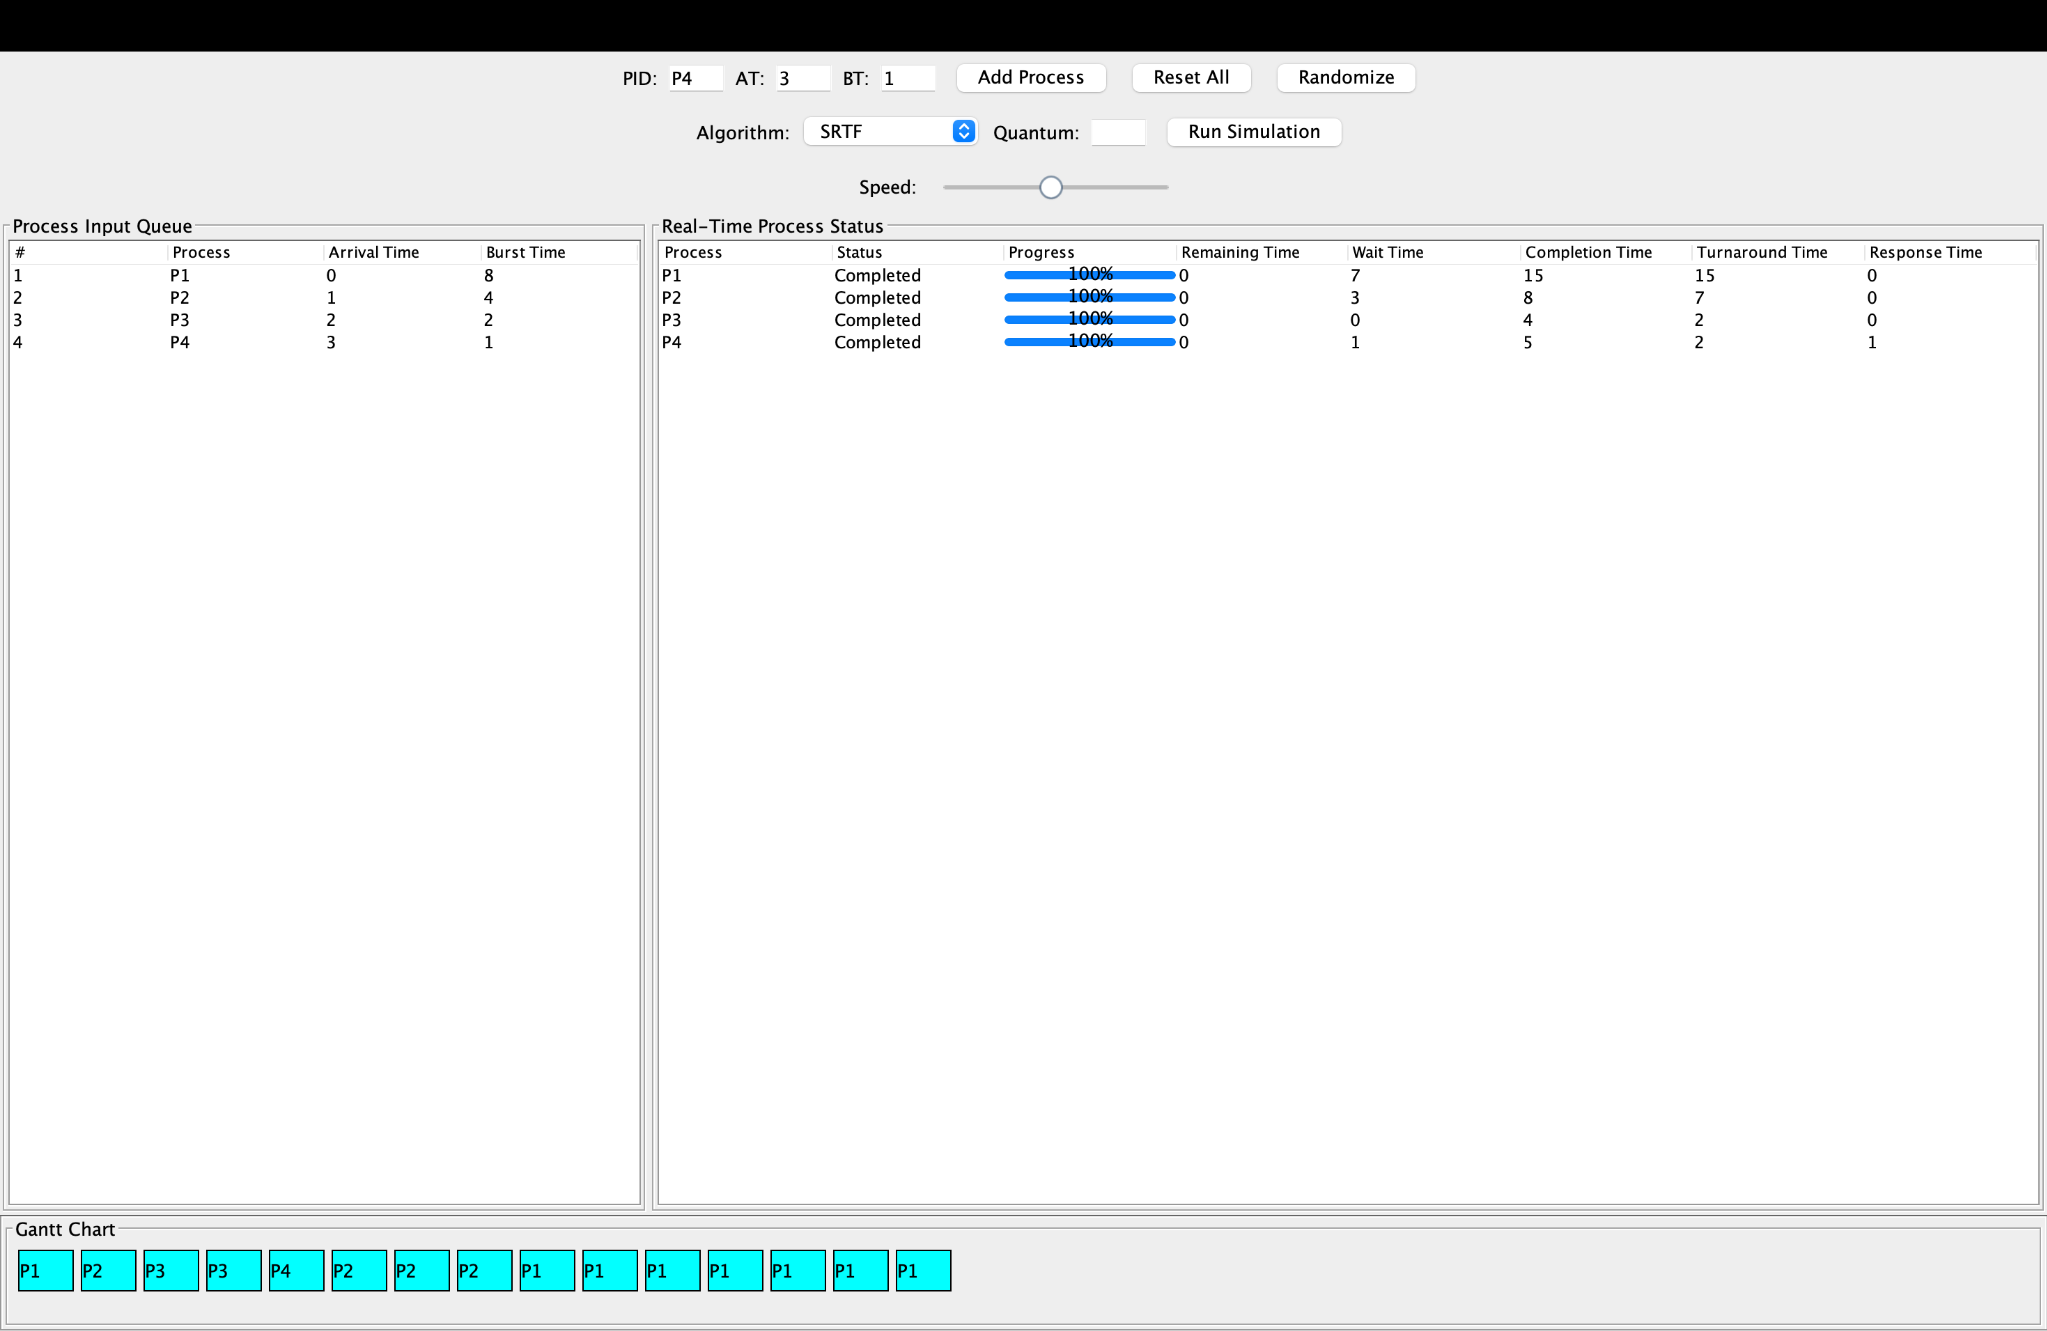 PID: P4 AT: 3 BT: 1 Add Process Reset All Randomize
Algorithm: SRTF Quantum: Run Simulation
Speed:
Process Input Queue
# Process Arrival Time Burst Time
1 P1 0 8
2 P2 1 4
3 P3 2 2
4 P4 3 1
Real-Time Process Status
Process Status Progress Remaining Time Wait Time Completion Time Turnaround Time Response Time
P1 Completed 100% 0 7 15 15 0
P2 Completed 100% 0 3 8 7 0
P3 Completed 100% 0 0 4 2 0
P4 Completed 100% 0 1 5 2 1
Gantt Chart
P1 P2 P3 P3 P4 P2 P2 P2 P1 P1 P1 P1 P1 P1 P1